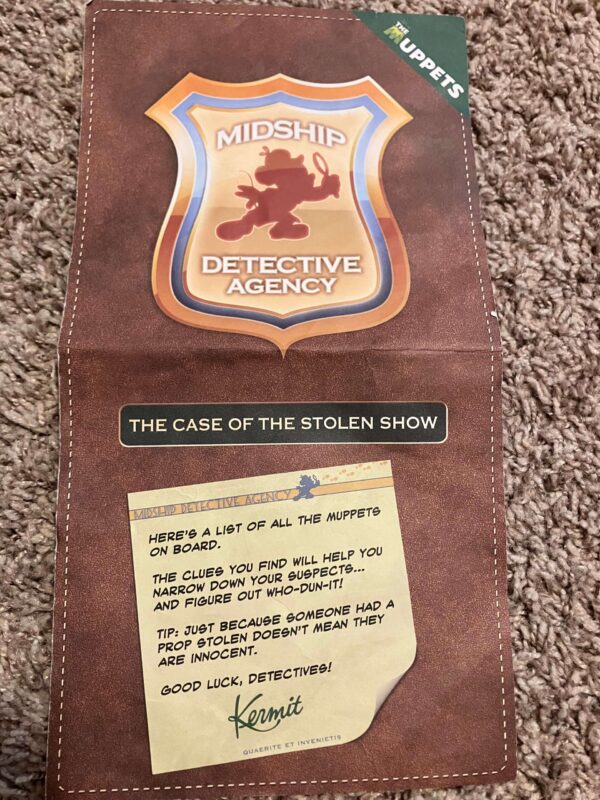 THE
MUPPETS
MIDSHIP
DETECTIVE
AGENCY
THE CASE OF THE STOLEN SHOW
MIDSHIP DETECTIVE AGENCY
HERE'S A LIST OF ALL THE MUPPETS
ON BOARD.
THE CLUES YOU FIND WILL HELP YOU
NARROW DOWN YOUR SUSPECTS...
AND FIGURE OUT WHO-DUN-IT!
TIP: JUST BECAUSE SOMEONE HAD A
PROP STOLEN DOESN'T MEAN THEY
ARE INNOCENT.
GOOD LUCK, DETECTIVES!
Kermit
QUAERITE ET INVENIETIS